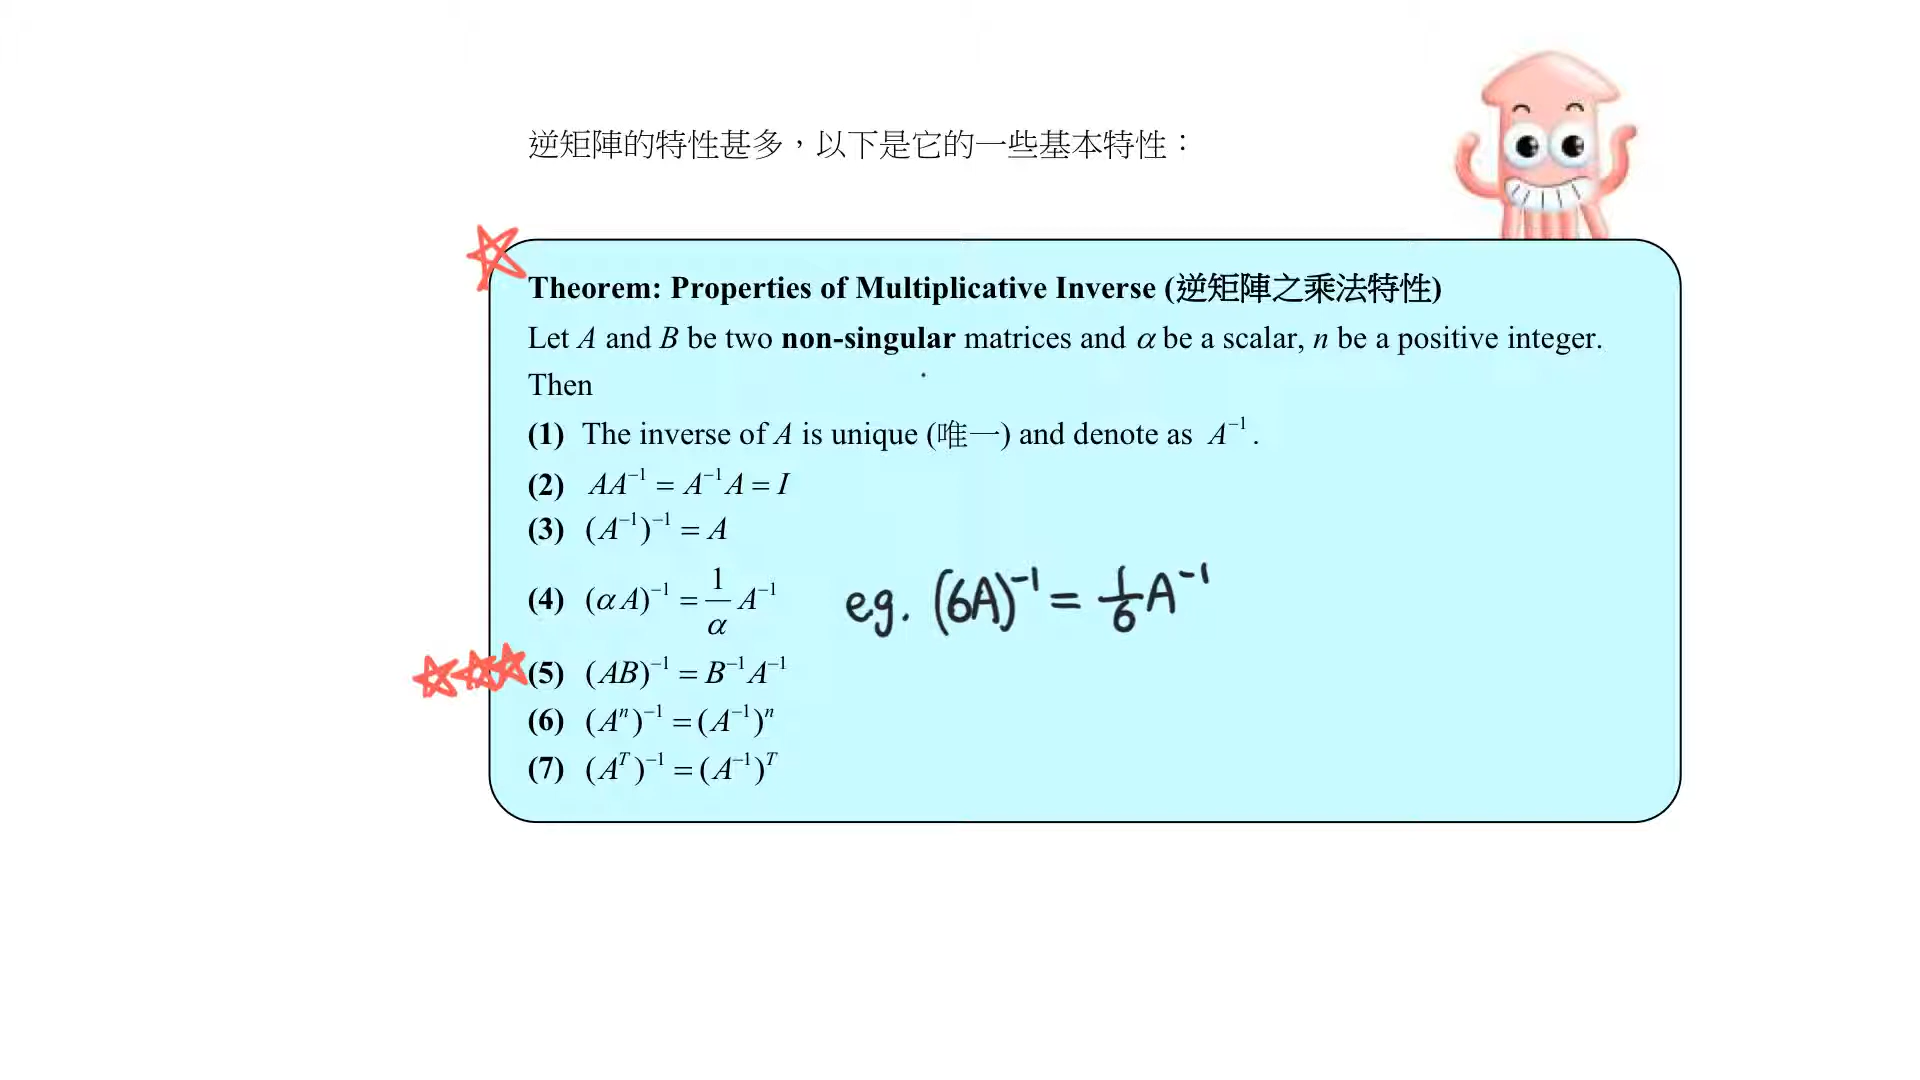 逆矩陣的特性甚多，以下是它的一些基本特性：
Theorem: Properties of Multiplicative Inverse (逆矩陣之乘法特性)
Let A and B be two non-singular matrices and α be a scalar, n be a positive integer.
Then
(1) The inverse of A is unique (唯一) and denote as A⁻¹.
(2) AA⁻¹ = A⁻¹A = I
(3) (A⁻¹)⁻¹ = A
(4) (αA)⁻¹ = 1/α A⁻¹ eg. (6A)⁻¹ = 1/6 A⁻¹
(5) (AB)⁻¹ = B⁻¹A⁻¹
(6) (Aⁿ)⁻¹ = (A⁻¹)ⁿ
(7) (Aᵀ)⁻¹ = (A⁻¹)ᵀ